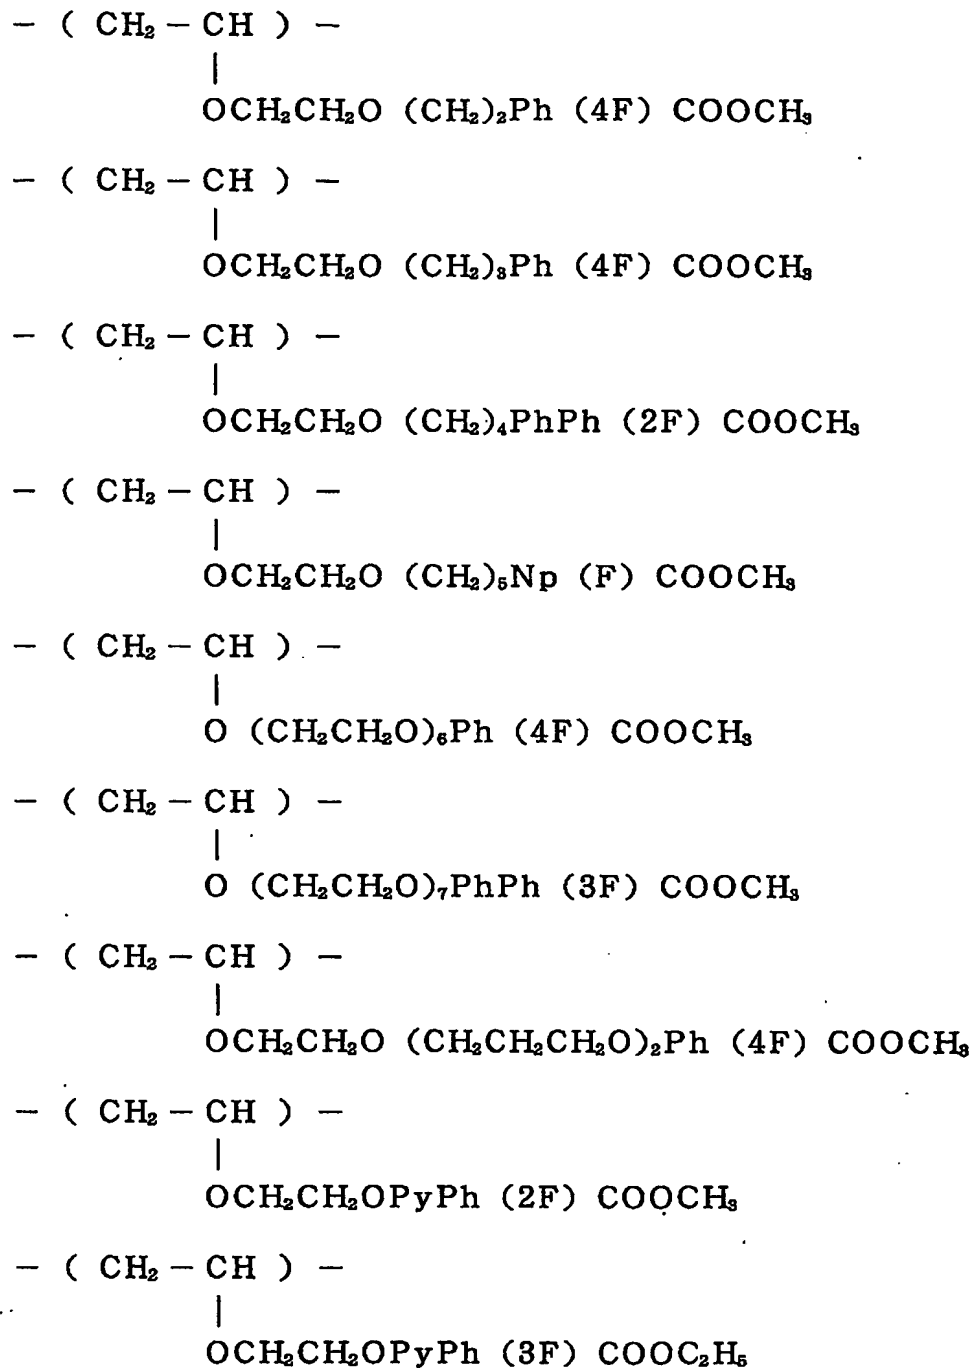 — ( CH₂ — CH ) —
|
OCH₂CH₂O (CH₂)₂Ph (4F) COOCH₃
— ( CH₂ — CH ) —
|
OCH₂CH₂O (CH₂)₃Ph (4F) COOCH₃
— ( CH₂ — CH ) —
|
OCH₂CH₂O (CH₂)₄PhPh (2F) COOCH₃
— ( CH₂ — CH ) —
|
OCH₂CH₂O (CH₂)₅Np (F) COOCH₃
— ( CH₂ — CH ) —
|
O (CH₂CH₂O)₆Ph (4F) COOCH₃
— ( CH₂ — CH ) —
|
O (CH₂CH₂O)₇PhPh (3F) COOCH₃
— ( CH₂ — CH ) —
|
OCH₂CH₂O (CH₂CH₂CH₂O)₂Ph (4F) COOCH₃
— ( CH₂ — CH ) —
|
OCH₂CH₂OPyPh (2F) COOCH₃
— ( CH₂ — CH ) —
|
OCH₂CH₂OPyPh (3F) COOC₂H₅